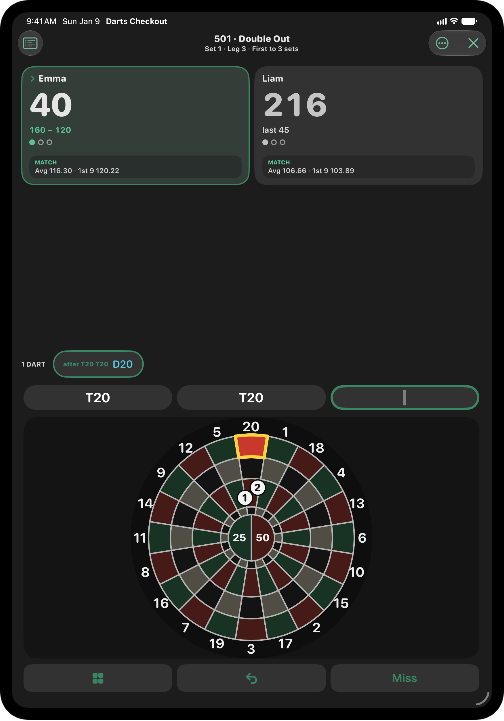 9:41 AM Sun Jan 9 Darts Checkout
501 · Double Out
Set 1 · Leg 3 · First to 3 sets
Emma
40
160 – 120
MATCH
Avg 116.30 · 1st 9 120.22
Liam
216
last 45
MATCH
Avg 106.66 · 1st 9 103.89
1 DART after T20 T20 D20
T20 T20
20
5 1
12 18
9 4
14 13
1 2
11 25 50 6
8 10
16 15
7 2
19 17
3
Miss